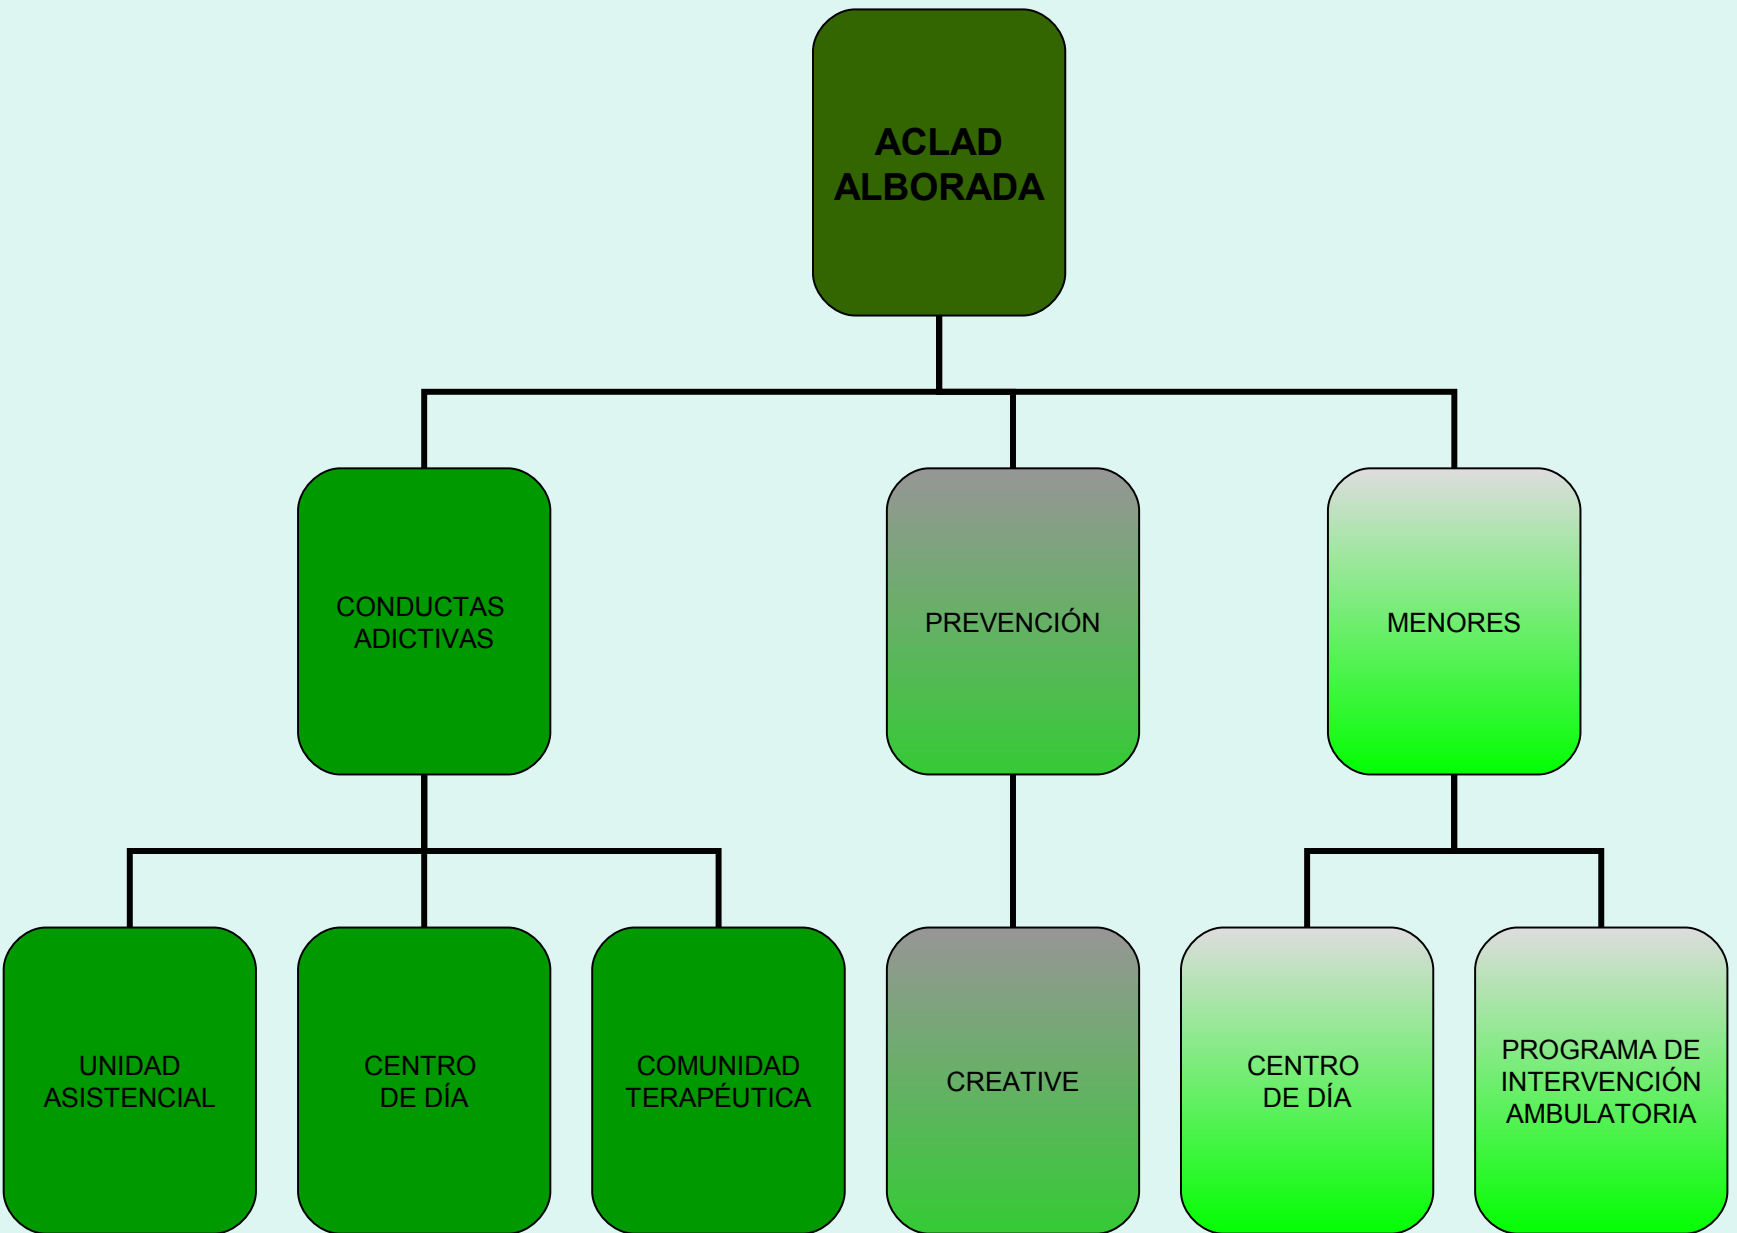 ACLAD
ALBORADA
CONDUCTAS
ADICTIVAS
PREVENCIÓN
MENORES
UNIDAD
ASISTENCIAL
CENTRO
DE DÍA
COMUNIDAD
TERAPÉUTICA
CREATIVE
CENTRO
DE DÍA
PROGRAMA DE
INTERVENCIÓN
AMBULATORIA